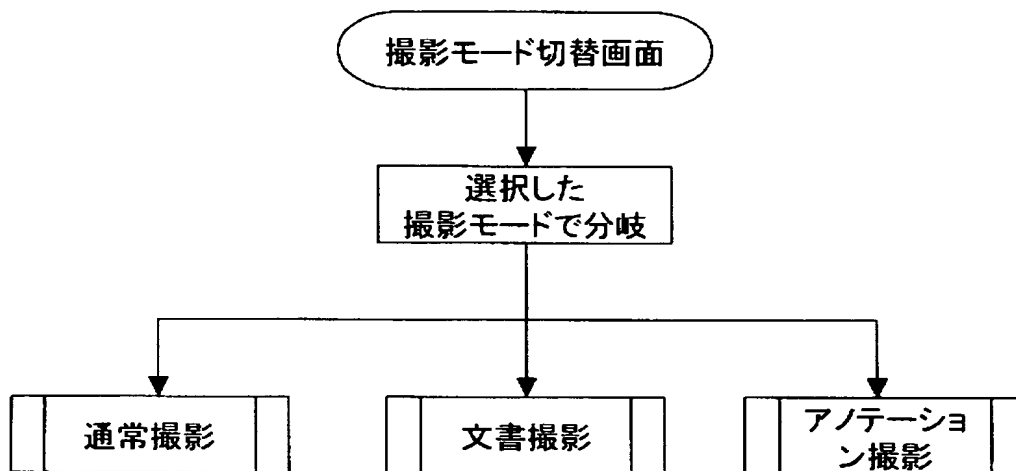 撮影モード切替画面
選択した
撮影モードで分岐
通常撮影
文書撮影
アノテーショ
ン撮影